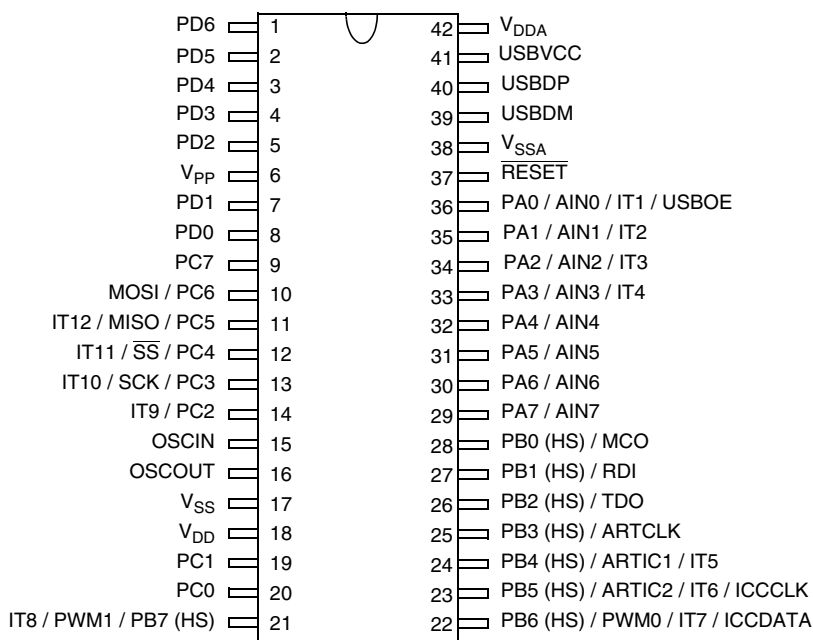 PD6 1 42 VDDA
PD5 2 41 USBVCC
PD4 3 40 USBDP
PD3 4 39 USBDM
PD2 5 38 VSSA
VPP 6 37 RESET
PD1 7 36 PA0 / AIN0 / IT1 / USBOE
PD0 8 35 PA1 / AIN1 / IT2
PC7 9 34 PA2 / AIN2 / IT3
MOSI / PC6 10 33 PA3 / AIN3 / IT4
IT12 / MISO / PC5 11 32 PA4 / AIN4
IT11 / SS / PC4 12 31 PA5 / AIN5
IT10 / SCK / PC3 13 30 PA6 / AIN6
IT9 / PC2 14 29 PA7 / AIN7
OSCIN 15 28 PB0 (HS) / MCO
OSCOUT 16 27 PB1 (HS) / RDI
VSS 17 26 PB2 (HS) / TDO
VDD 18 25 PB3 (HS) / ARTCLK
PC1 19 24 PB4 (HS) / ARTIC1 / IT5
PC0 20 23 PB5 (HS) / ARTIC2 / IT6 / ICCCLK
IT8 / PWM1 / PB7 (HS) 21 22 PB6 (HS) / PWM0 / IT7 / ICCDATA